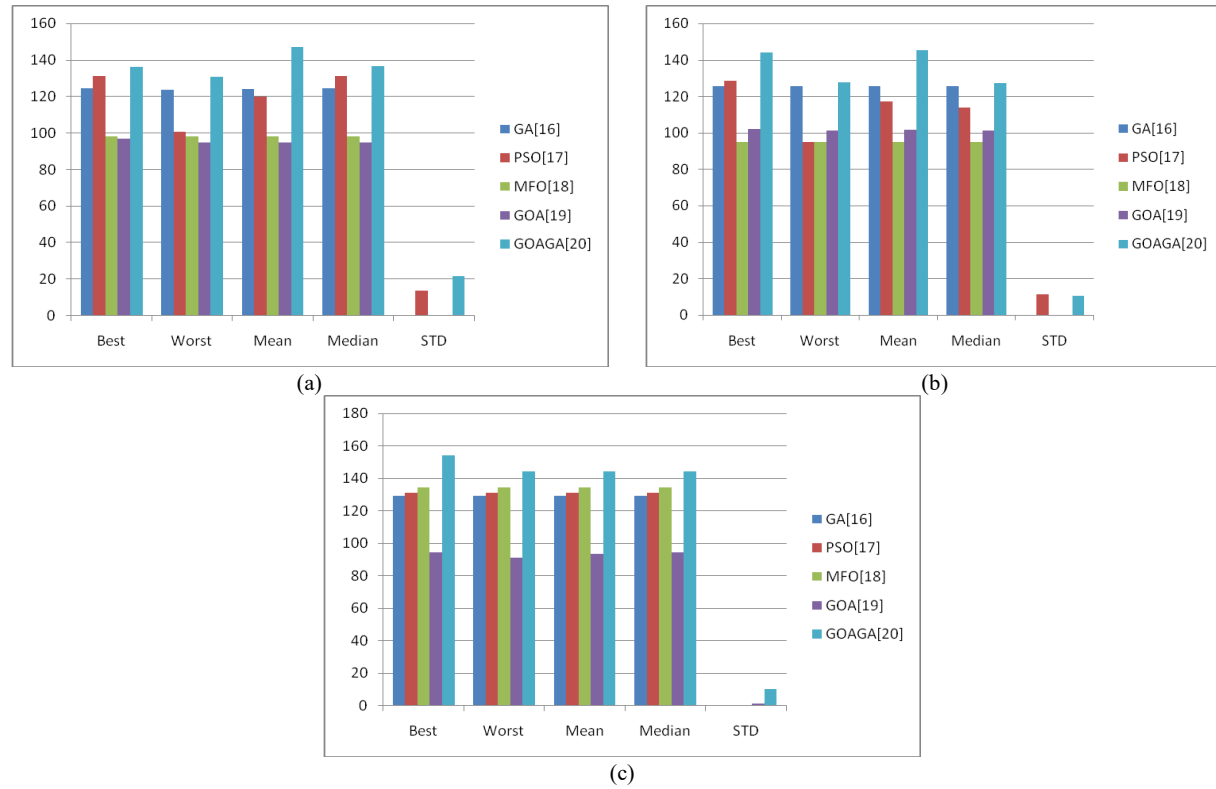 160
140
120
100
80
60
40
20
0
Best Worst Mean Median STD
GA[16]
PSO[17]
MFO[18]
GOA[19]
GOAGA[20]
(a)
160
140
120
100
80
60
40
20
0
Best Worst Mean Median STD
GA[16]
PSO[17]
MFO[18]
GOA[19]
GOAGA[20]
(b)
180
160
140
120
100
80
60
40
20
0
Best Worst Mean Median STD
GA[16]
PSO[17]
MFO[18]
GOA[19]
GOAGA[20]
(c)